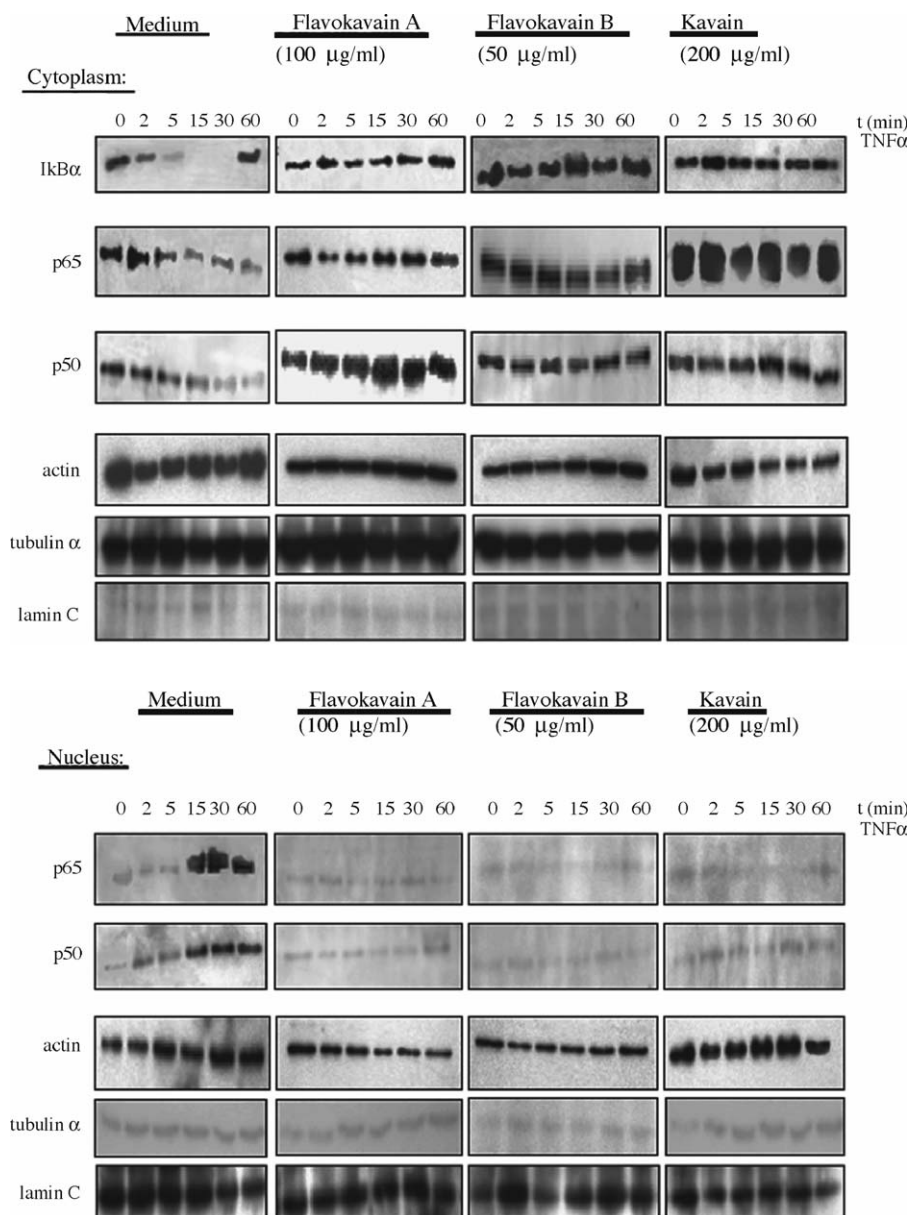 Medium Flavokavain A Flavokavain B Kavain
(100 μg/ml) (50 μg/ml) (200 μg/ml)
Cytoplasm:
0 2 5 15 30 60 0 2 5 15 30 60 0 2 5 15 30 60 0 2 5 15 30 60 t (min)
TNFα
IkBα
p65
p50
actin
tubulin α
lamin C
Medium Flavokavain A Flavokavain B Kavain
(100 μg/ml) (50 μg/ml) (200 μg/ml)
Nucleus:
0 2 5 15 30 60 0 2 5 15 30 60 0 2 5 15 30 60 0 2 5 15 30 60 t (min)
TNFα
p65
p50
actin
tubulin α
lamin C